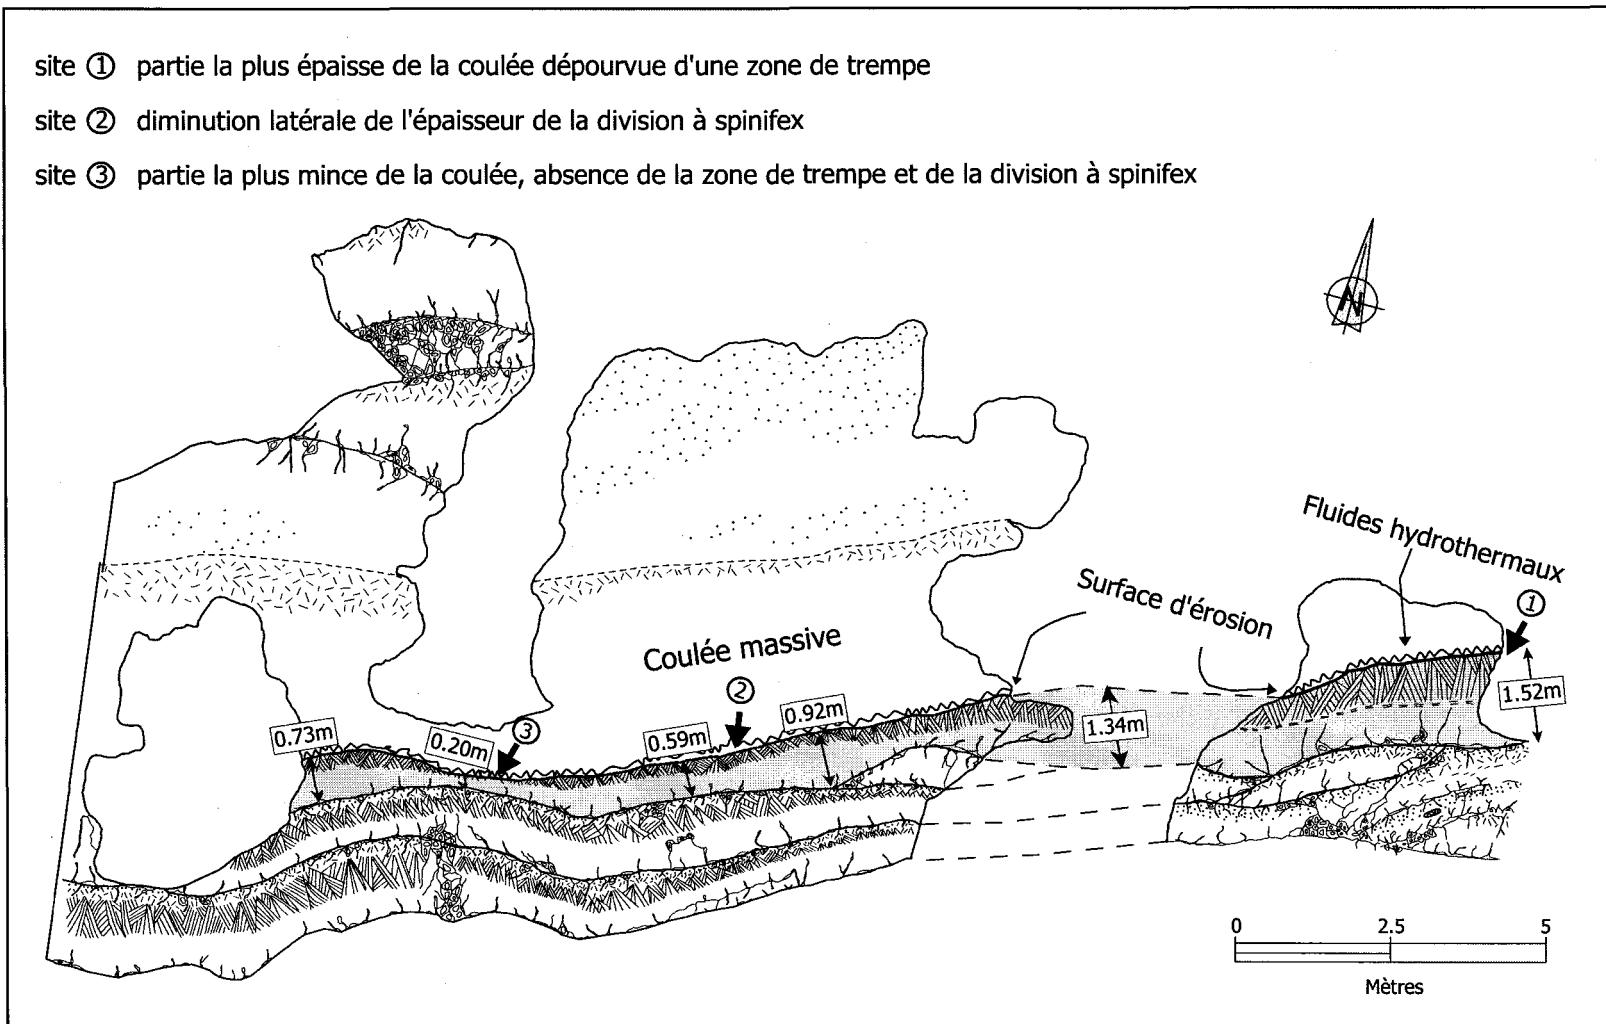 site ① partie la plus épaisse de la coulée dépourvue d'une zone de trempe
site ② diminution latérale de l'épaisseur de la division à spinifex
site ③ partie la plus mince de la coulée, absence de la zone de trempe et de la division à spinifex
N
Fluides hydrothermaux
①
Surface d'érosion
Coulée massive
②
1.52m
0.92m
1.34m
0.73m
0.20m
③
0.59m
0 2.5 5
Mètres